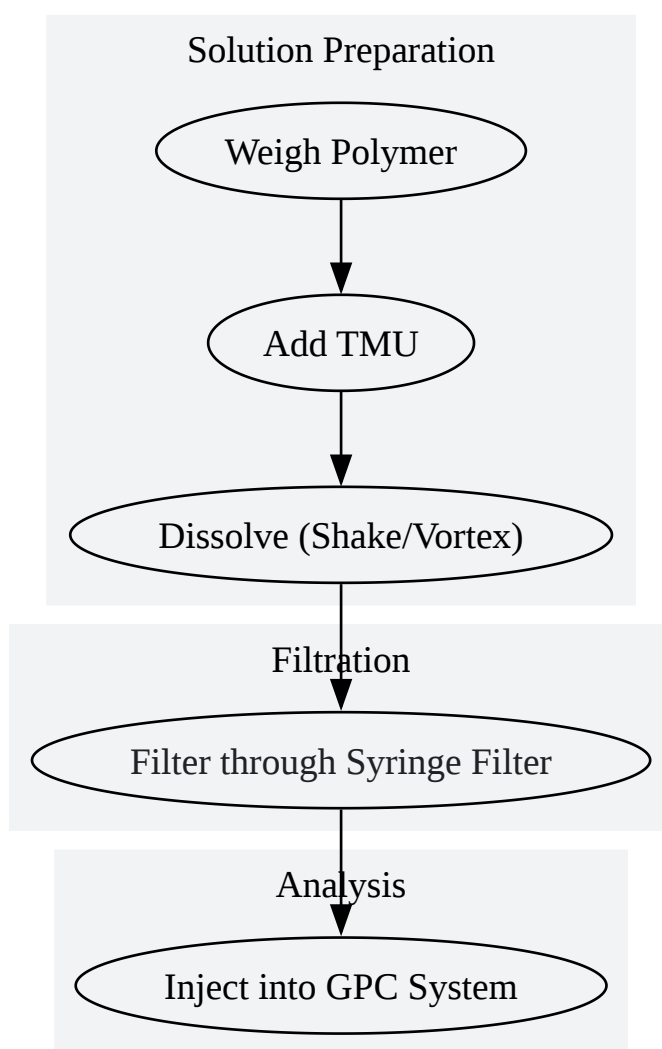 Solution Preparation
Weigh Polymer
Add TMU
Dissolve (Shake/Vortex)
Filtration
Filter through Syringe Filter
Analysis
Inject into GPC System